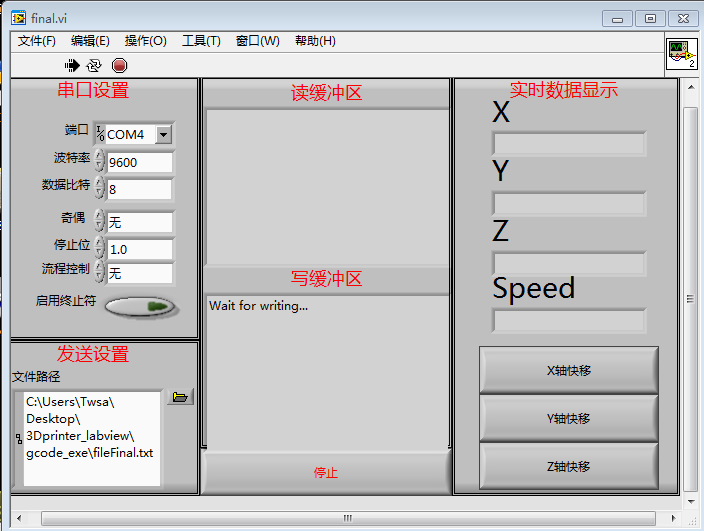 final.vi
文件(F) 编辑(E) 操作(O) 工具(T) 窗口(W) 帮助(H)
2
串口设置
端口 COM4
波特率 9600
数据比特 8
奇偶 无
停止位 1.0
流程控制 无
启用终止符
发送设置
文件路径
C:\Users\Twsa\
Desktop\
3Dprinter_labview\
gcode_exe\fileFinal.txt
读缓冲区
写缓冲区
Wait for writing...
停止
实时数据显示
X
Y
Z
Speed
X轴快移
Y轴快移
Z轴快移